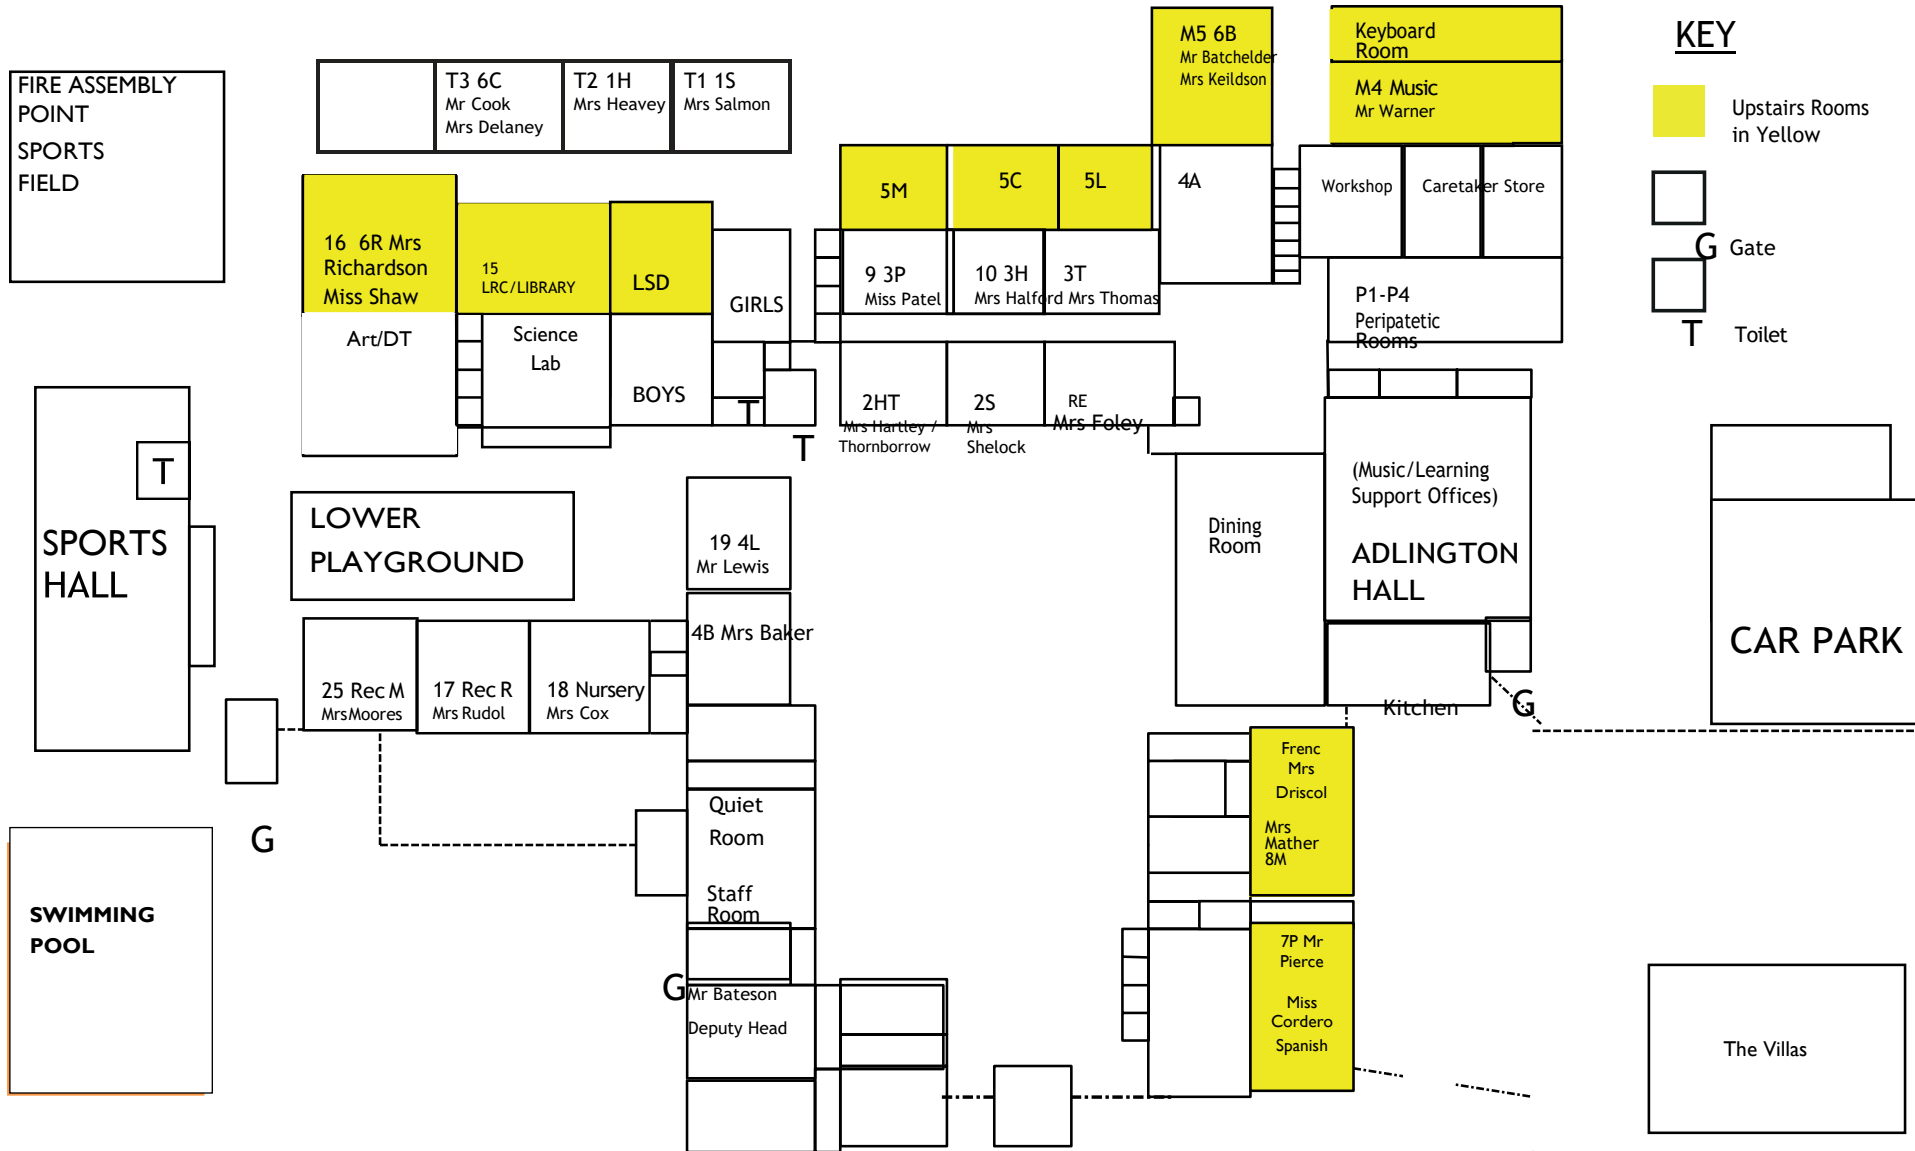 FIRE ASSEMBLY
POINT
SPORTS
FIELD
T3 6C
Mr Cook
Mrs Delaney
T2 1H
Mrs Heavey
T1 1S
Mrs Salmon
M5 6B
Mr Batchelder
Mrs Keildson
Keyboard
Room
M4 Music
Mr Warner
KEY
Upstairs Rooms
in Yellow
G Gate
T Toilet
16 6R Mrs
Richardson
Miss Shaw
15
LRC/LIBRARY
LSD
GIRLS
5M
5C
5L
4A
Workshop
Caretaker Store
9 3P
Miss Patel
10 3H
Mrs Halford
3T
Mrs Thomas
P1-P4
Peripatetic
Rooms
Art/DT
Science
Lab
BOYS
T
T
2HT
Mrs Hartley /
Thornborrow
2S
Mrs
Shelock
RE
Mrs Foley
T
SPORTS
HALL
LOWER
PLAYGROUND
19 4L
Mr Lewis
Dining
Room
(Music/Learning
Support Offices)
ADLINGTON
HALL
CAR PARK
4B Mrs Baker
25 Rec M
MrsMoores
17 Rec R
Mrs Rudol
18 Nursery
Mrs Cox
Kitchen
G
Frenc
Mrs
Driscol
Mrs
Mather
8M
G
Quiet
Room
Staff
Room
SWIMMING
POOL
7P Mr
Pierce
Miss
Cordero
Spanish
G
Mr Bateson
Deputy Head
The Villas